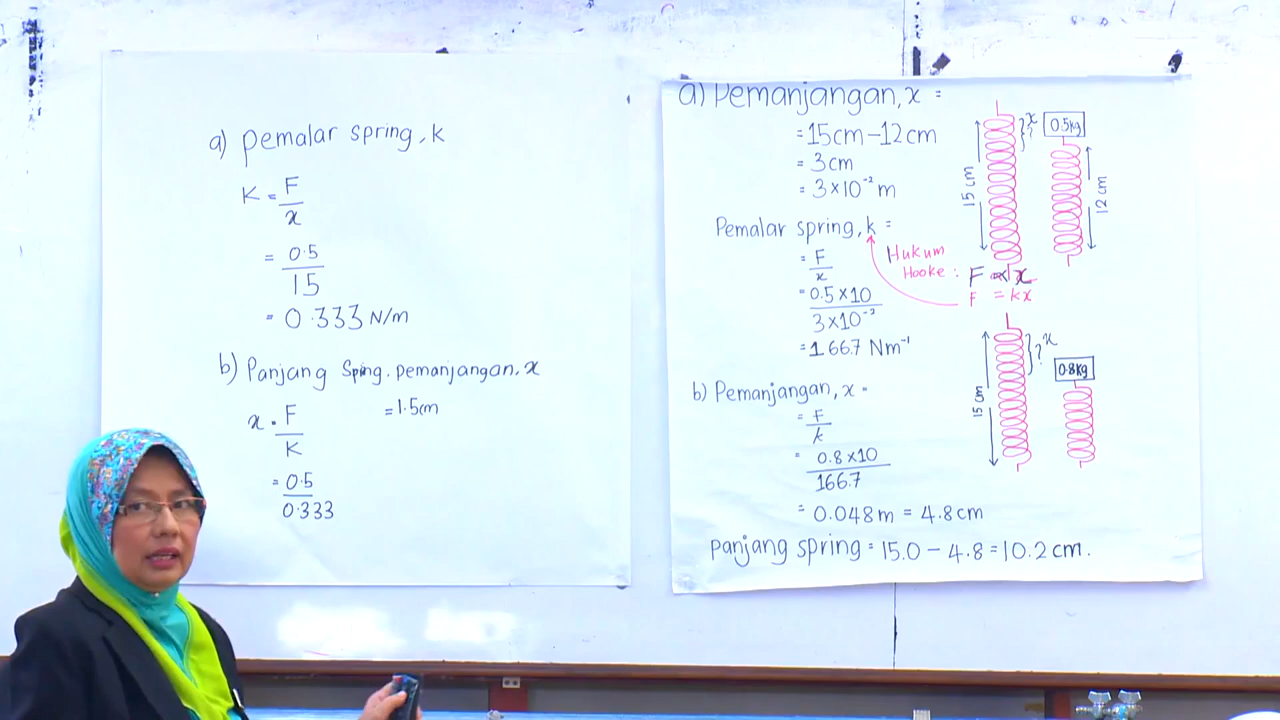 a) Pemalar spring, k
K = F/x
= 0.5/15
= 0.333 N/m
b) Panjang Spring. pemanjangan, x
x = F/K
= 1.5cm
= 0.5/0.333
a) Pemanjangan, x =
= 15cm – 12cm
= 3cm
= 3×10⁻² m
Pemalar spring, k =
= F/x
= 0.5×10/3×10⁻²
= 166.7 Nm⁻¹
Hukum
Hooke : F ∝ x
F = kx
b) Pemanjangan, x =
= F/k
= 0.8×10/166.7
= 0.048m = 4.8cm
Panjang spring = 15.0 – 4.8 = 10.2 cm.
15 cm
x
?
0.5kg
12 cm
15 cm
x
?
0.8kg